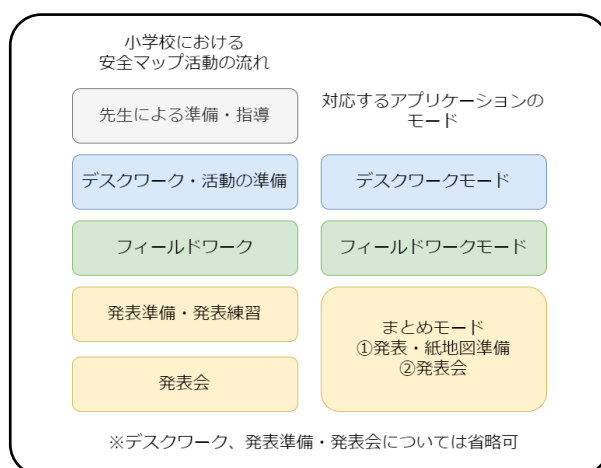 小学校における
安全マップ活動の流れ
対応するアプリケーションの
モード
先生による準備・指導
デスクワーク・活動の準備
デスクワークモード
フィールドワーク
フィールドワークモード
発表準備・発表練習
発表会
まとめモード
①発表・紙地図準備
②発表会
※デスクワーク、発表準備・発表会については省略可